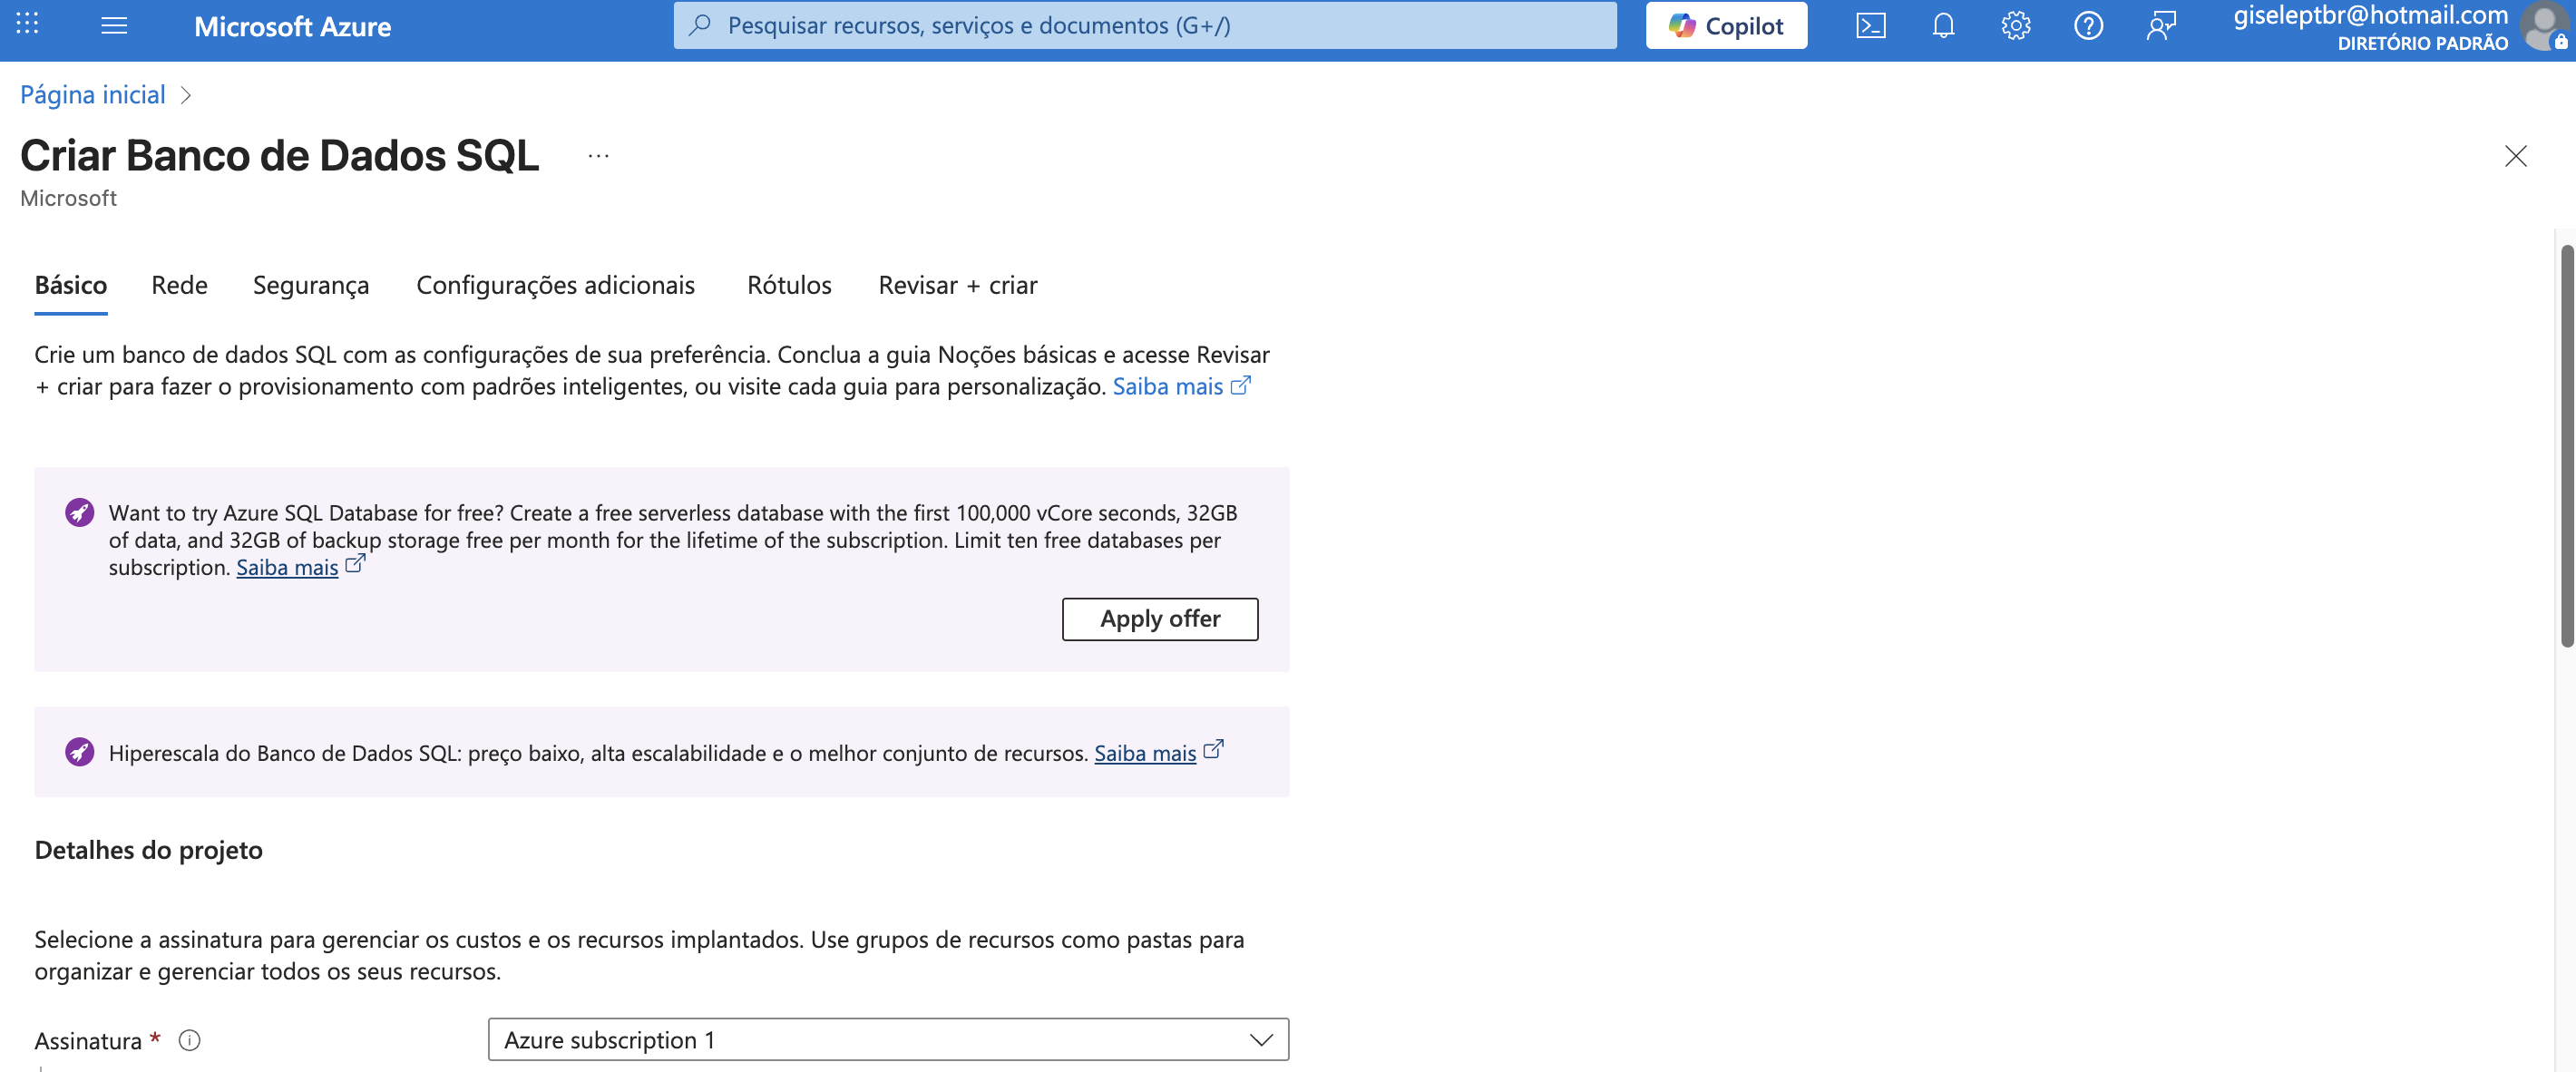 Microsoft Azure
Pesquisar recursos, serviços e documentos (G+/)
Copilot
giseleptbr@hotmail.com
DIRETÓRIO PADRÃO
Página inicial
Criar Banco de Dados SQL
...
Microsoft
Básico Rede Segurança Configurações adicionais Rótulos Revisar + criar
Crie um banco de dados SQL com as configurações de sua preferência. Conclua a guia Noções básicas e acesse Revisar
+ criar para fazer o provisionamento com padrões inteligentes, ou visite cada guia para personalização. Saiba mais
Want to try Azure SQL Database for free? Create a free serverless database with the first 100,000 vCore seconds, 32GB
of data, and 32GB of backup storage free per month for the lifetime of the subscription. Limit ten free databases per
subscription. Saiba mais
Apply offer
Hiperescala do Banco de Dados SQL: preço baixo, alta escalabilidade e o melhor conjunto de recursos. Saiba mais
Detalhes do projeto
Selecione a assinatura para gerenciar os custos e os recursos implantados. Use grupos de recursos como pastas para
organizar e gerenciar todos os seus recursos.
Assinatura *
Azure subscription 1